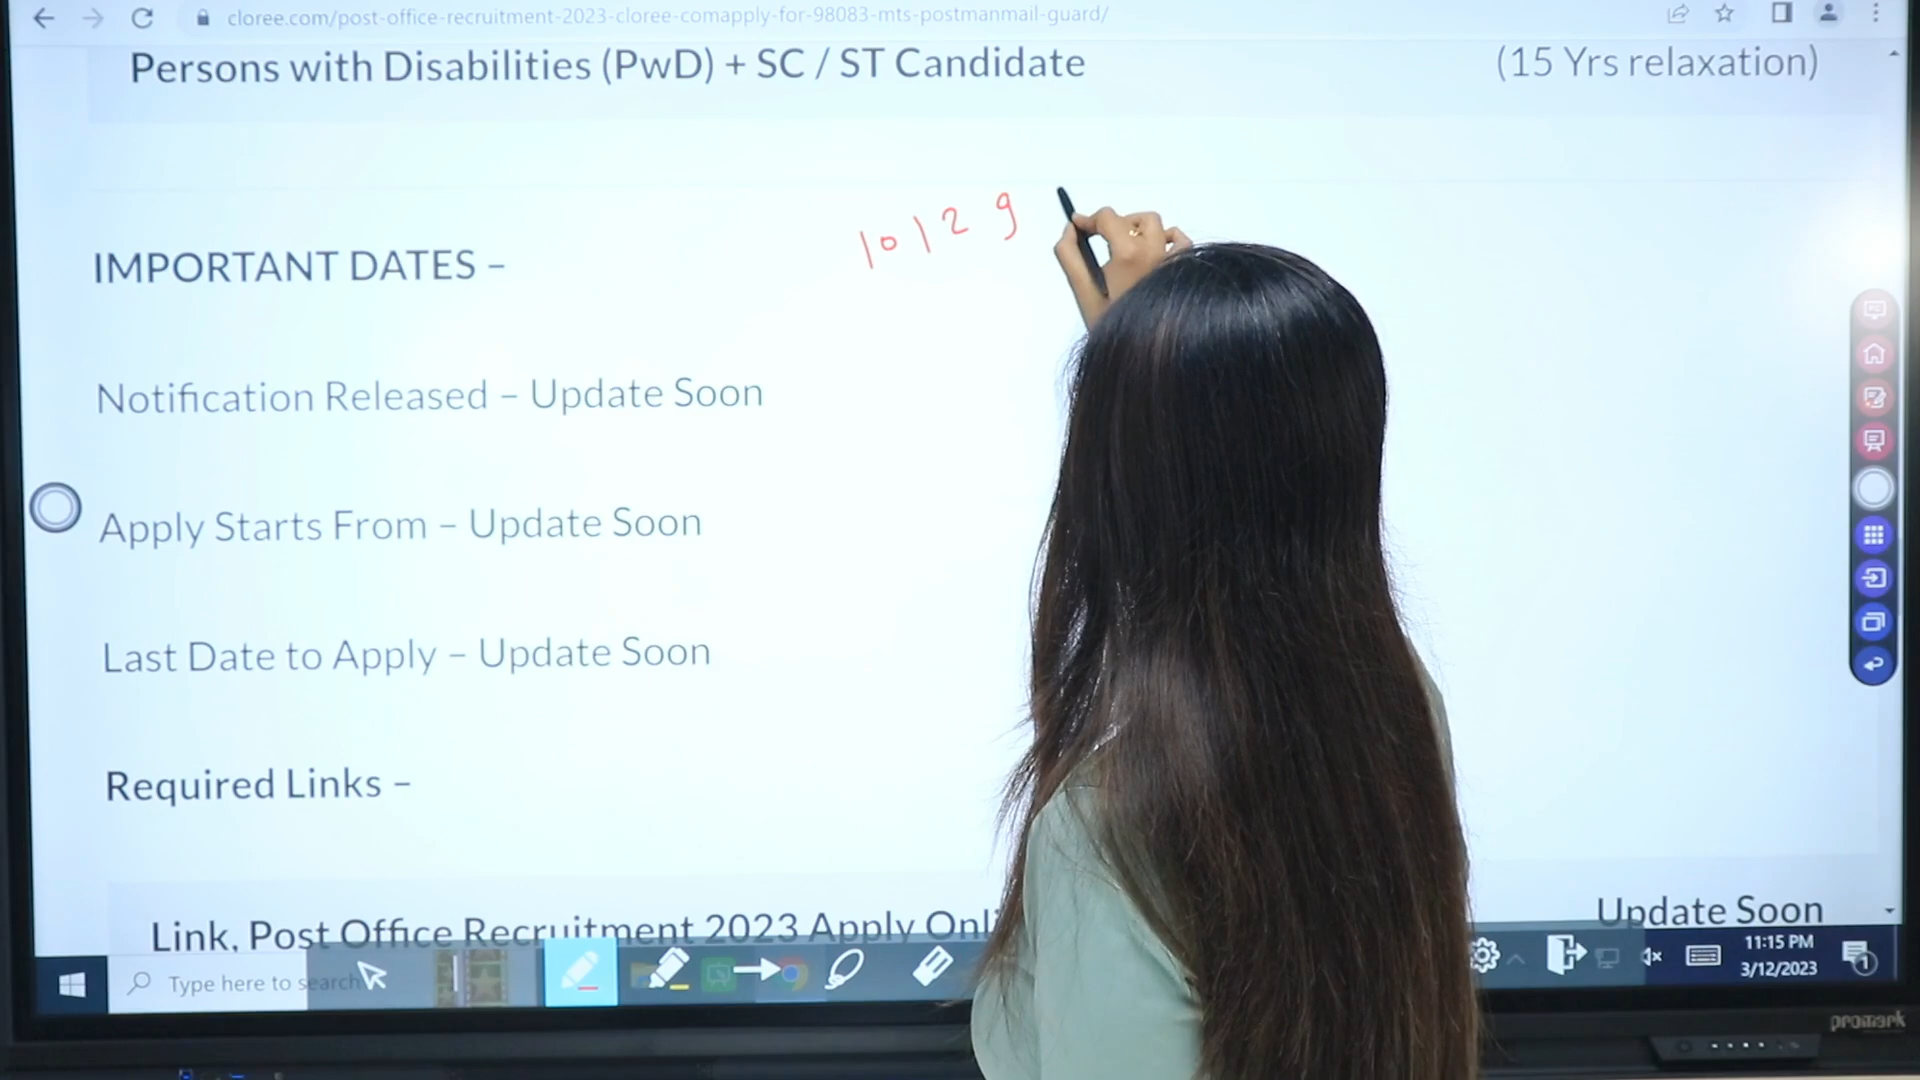 cloree.com/post-office-recruitment-2023-cloree-comapply-for-98083-mts-postmanmail-guard/
Persons with Disabilities (PwD) + SC / ST Candidate (15 Yrs relaxation)
10 12 9
IMPORTANT DATES –
Notification Released – Update Soon
Apply Starts From – Update Soon
Last Date to Apply – Update Soon
Required Links –
Link, Post Office Recruitment 2023 Apply Onli Update Soon
Type here to search
11:15 PM
3/12/2023
1
promark